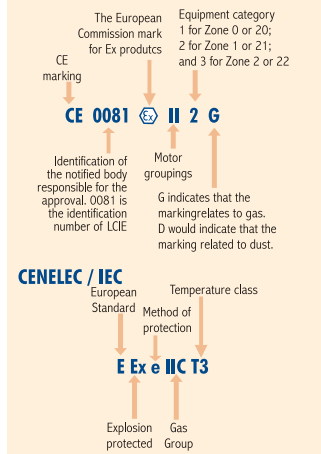 The European
Commission mark
for Ex produtcs
Equipment category
1 for Zone 0 or 20;
2 for Zone 1 or 21;
and 3 for Zone 2 or 22
CE
marking
CE 0081 Ex II 2 G
Identification of
the notified body
responsible for the
approval. 0081 is
the identification
number of LCIE
Motor
groupings
G indicates that the
markingrelates to gas.
D would indicate that the
marking related to dust.
CENELEC / IEC
European
Standard
Method of
protection
Temperature class
E Ex e IIC T3
Explosion
protected
Gas
Group